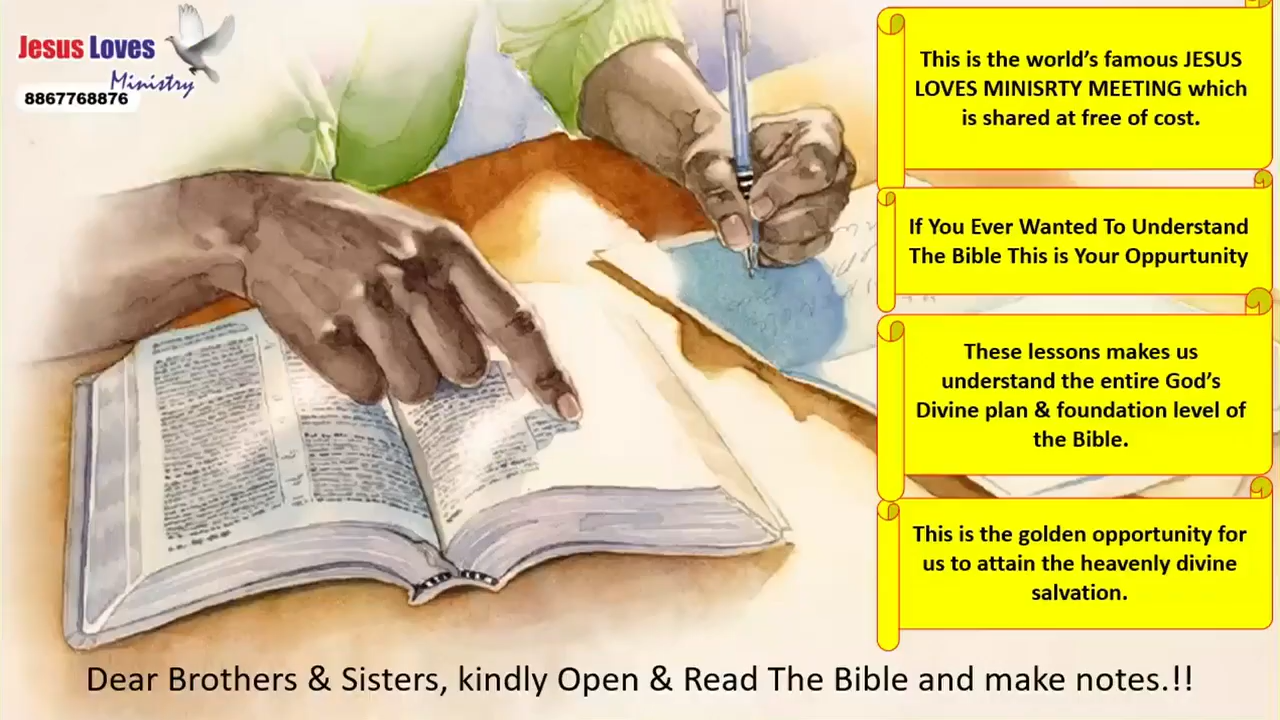 Jesus Loves
Ministry
8867768876
This is the world’s famous JESUS
LOVES MINISRTY MEETING which
is shared at free of cost.
If You Ever Wanted To Understand
The Bible This is Your Oppurtunity
These lessons makes us
understand the entire God’s
Divine plan & foundation level of
the Bible.
This is the golden opportunity for
us to attain the heavenly divine
salvation.
Dear Brothers & Sisters, kindly Open & Read The Bible and make notes.!!